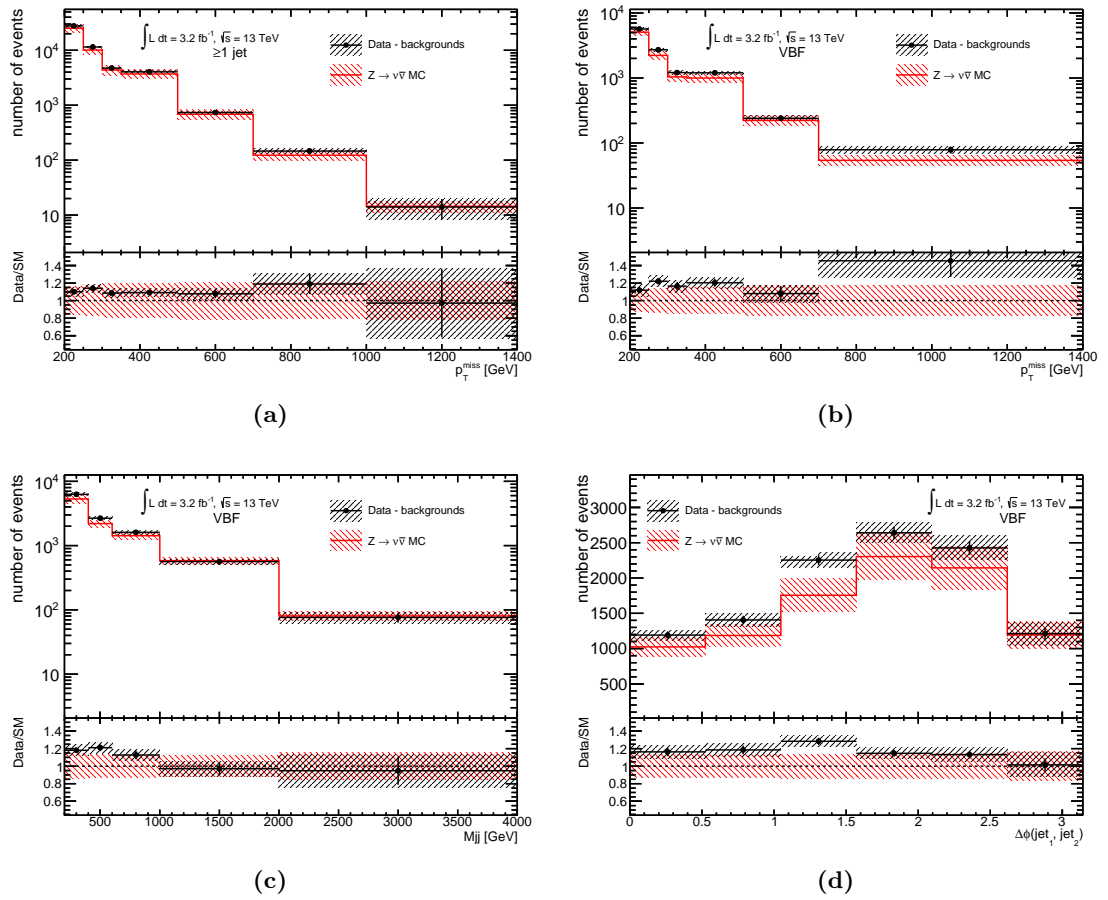 number of events
10⁴
10³
10²
10
∫ L dt = 3.2 fb⁻¹, √s = 13 TeV
≥1 jet
Data - backgrounds
Z → νν̅ MC
Data/SM
1.4
1.2
1
0.8
0.6
200 400 600 800 1000 1200 1400
p_T^miss [GeV]
(a)
number of events
10⁴
10³
10²
10
∫ L dt = 3.2 fb⁻¹, √s = 13 TeV
VBF
Data - backgrounds
Z → νν̅ MC
Data/SM
1.4
1.2
1
0.8
0.6
200 400 600 800 1000 1200 1400
p_T^miss [GeV]
(b)
number of events
10⁴
10³
10²
10
∫ L dt = 3.2 fb⁻¹, √s = 13 TeV
VBF
Data - backgrounds
Z → νν̅ MC
Data/SM
1.4
1.2
1
0.8
0.6
500 1000 1500 2000 2500 3000 3500 4000
Mjj [GeV]
(c)
number of events
3000
2500
2000
1500
1000
500
Data - backgrounds
Z → νν̅ MC
∫ L dt = 3.2 fb⁻¹, √s = 13 TeV
VBF
Data/SM
1.4
1.2
1
0.8
0.6
0 0.5 1 1.5 2 2.5 3
Δϕ(jet₁, jet₂)
(d)